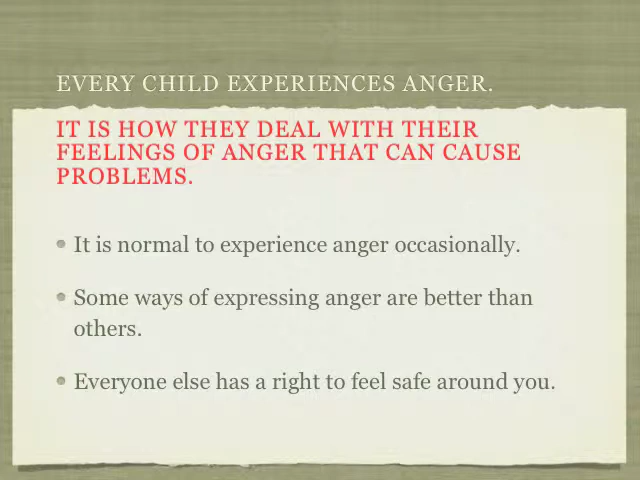 EVERY CHILD EXPERIENCES ANGER.
IT IS HOW THEY DEAL WITH THEIR
FEELINGS OF ANGER THAT CAN CAUSE
PROBLEMS.
It is normal to experience anger occasionally.
Some ways of expressing anger are better than
others.
Everyone else has a right to feel safe around you.